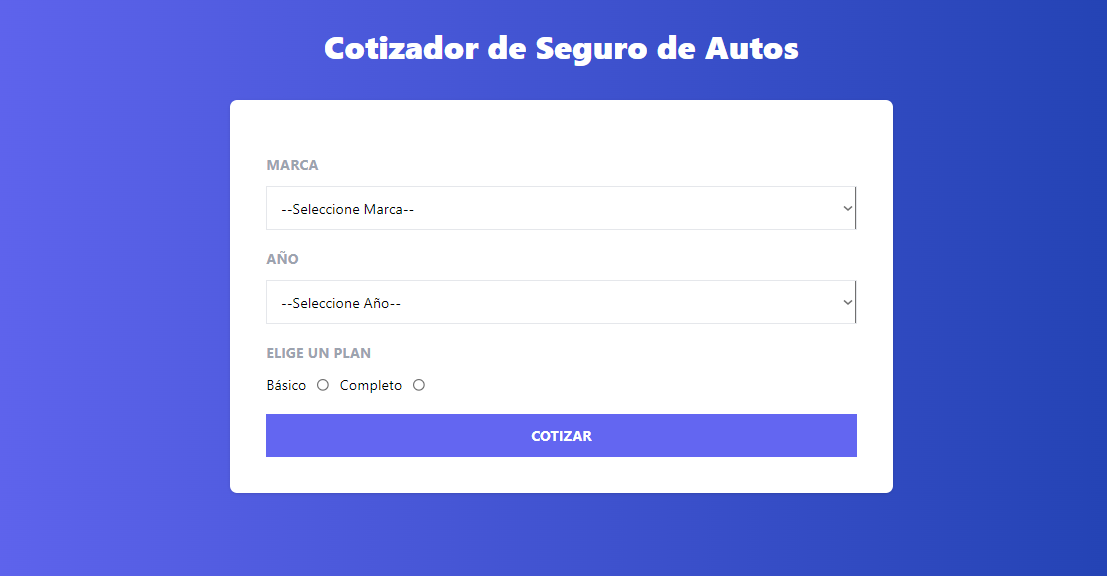 Cotizador de Seguro de Autos
MARCA
--Seleccione Marca--
AÑO
--Seleccione Año--
ELIGE UN PLAN
Básico Completo
COTIZAR